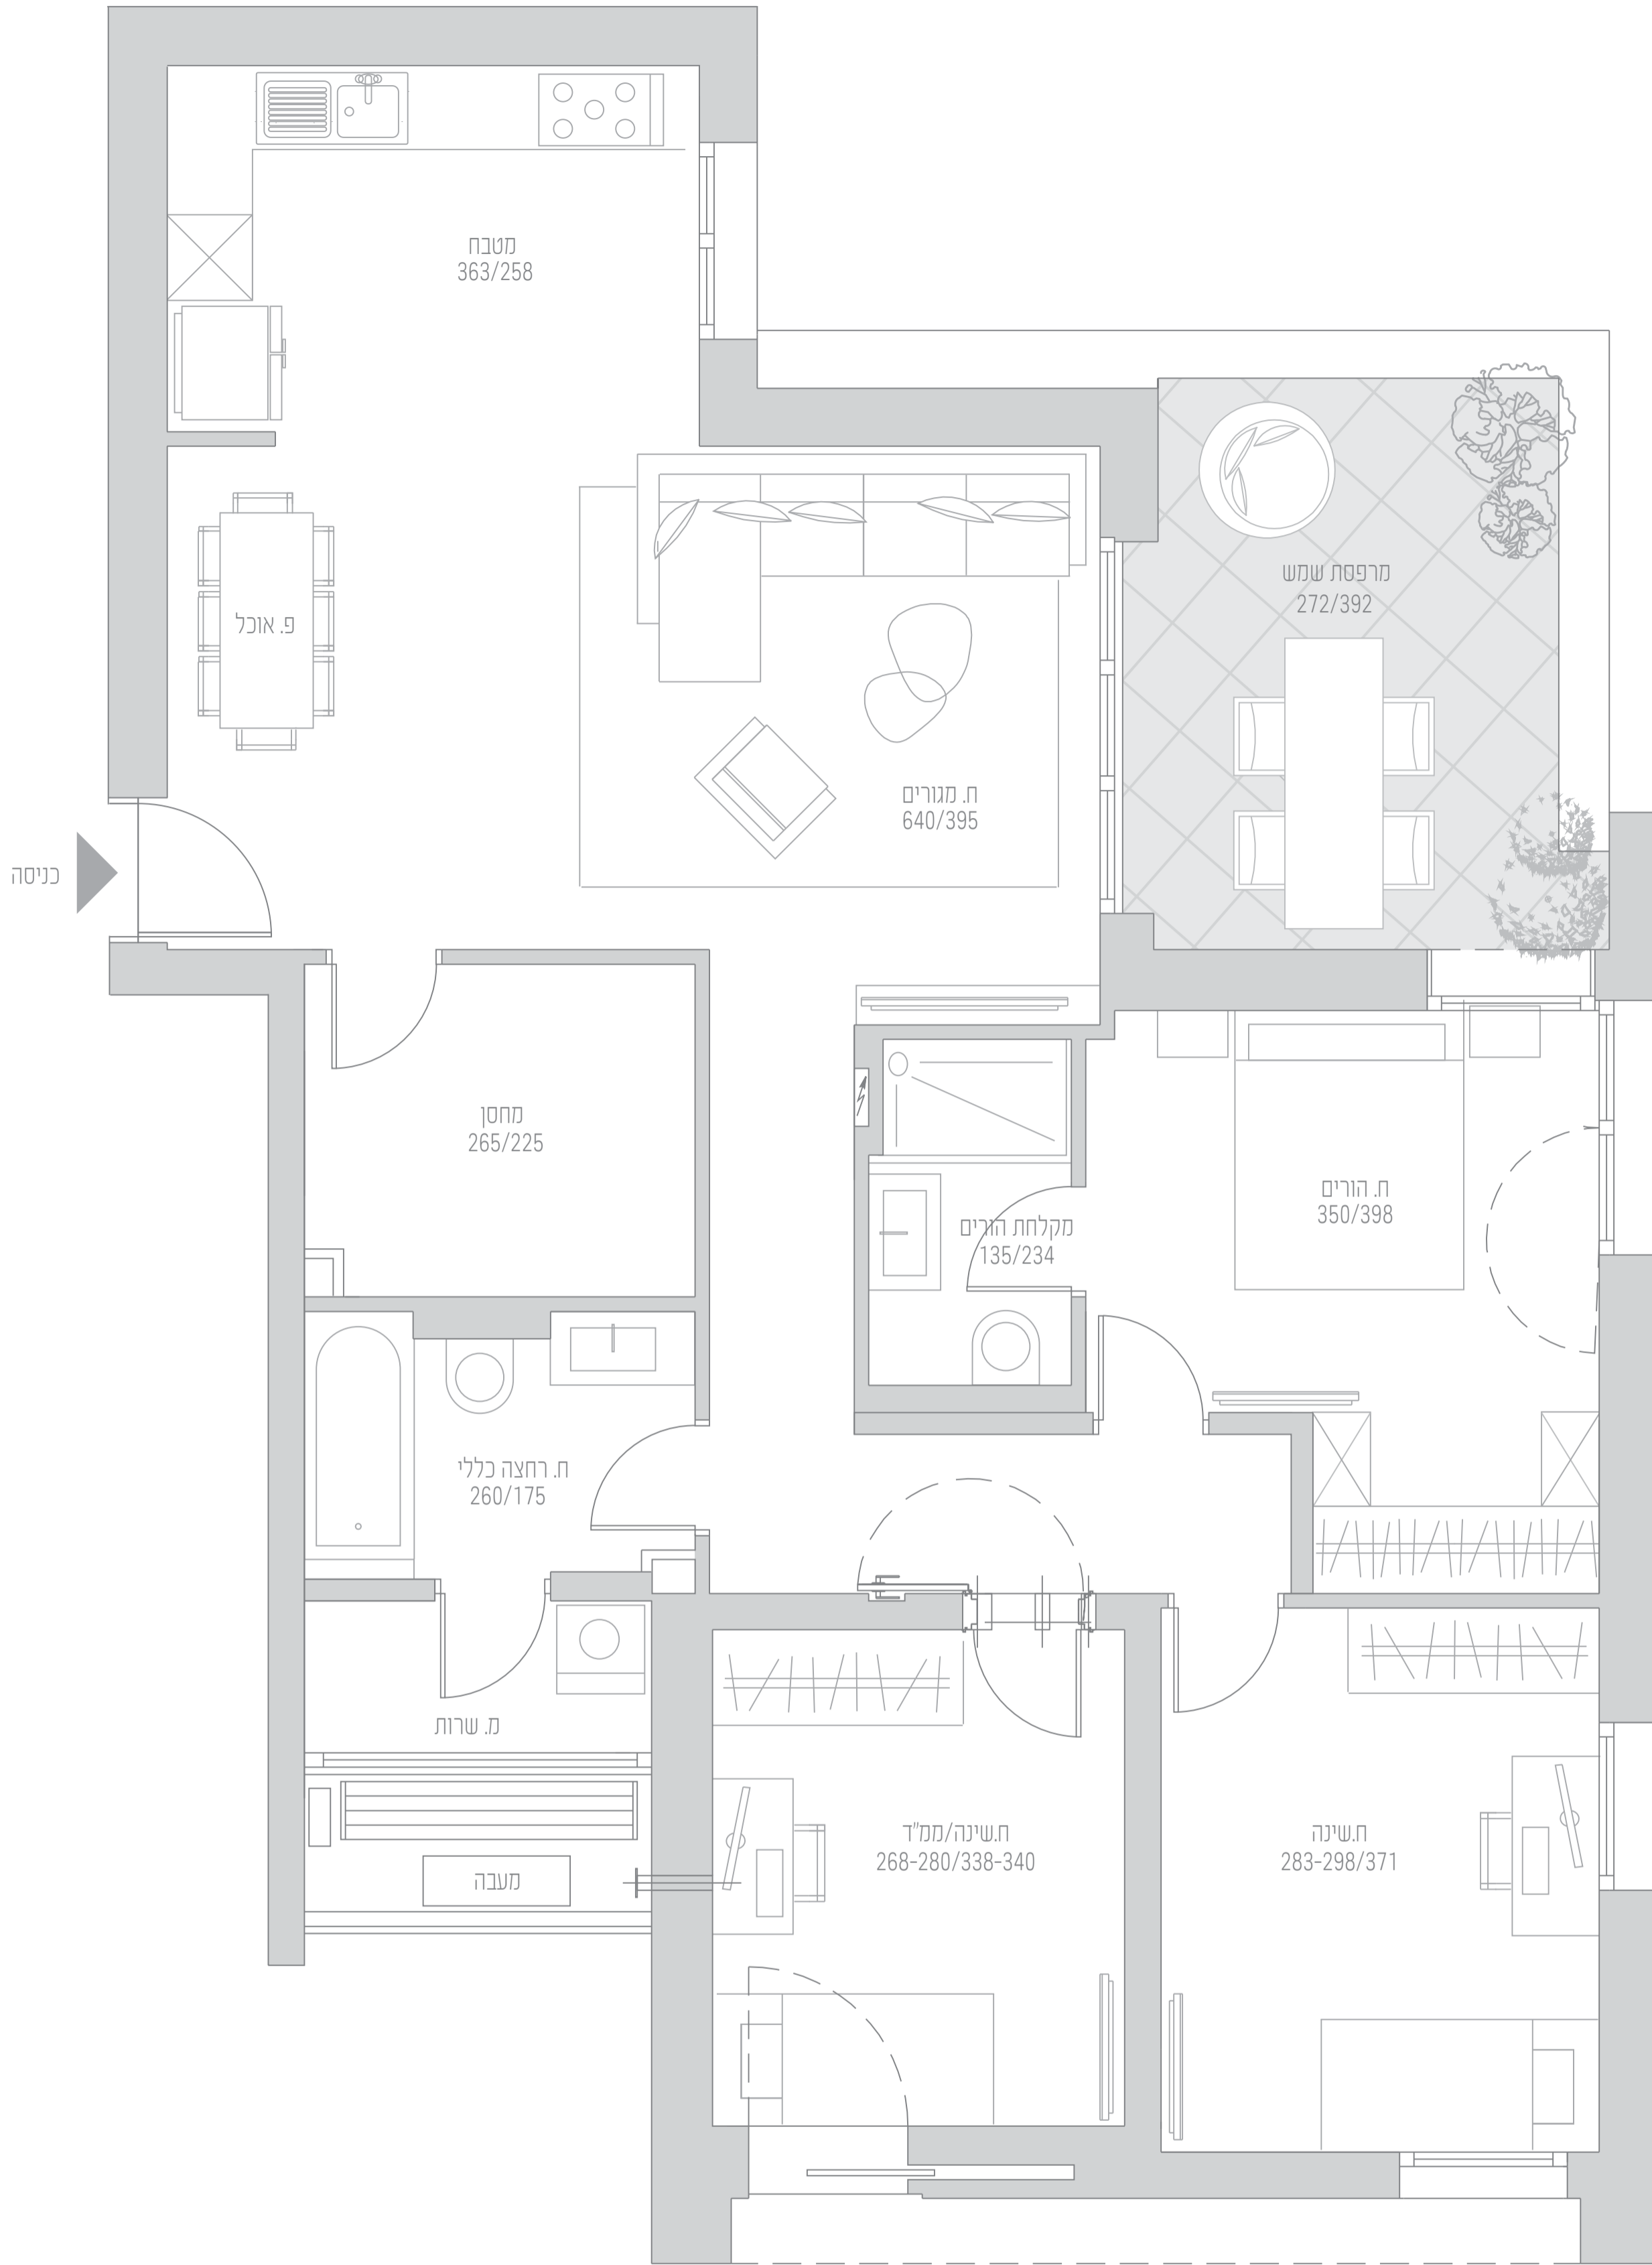 מטבח
363/258
מרפסת שמש
272/392
פ. אוכל
ח. מגורים
640/395
כניסה
מחסן
265/225
ח. הורים
350/398
מקלחת הורים
135/234
ח. רחצה כללי
260/175
מ. שרות
ח.שינה/ממ"ד
268-280/338-340
ח.שינה
283-298/371
מעבה